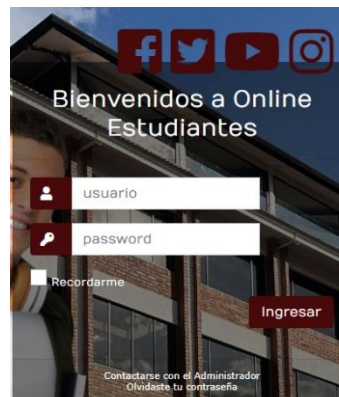 Bienvenidos a Online
Estudiantes
usuario
password
Recordarme
Ingresar
Contactarse con el Administrador
Olvidaste tu contraseña